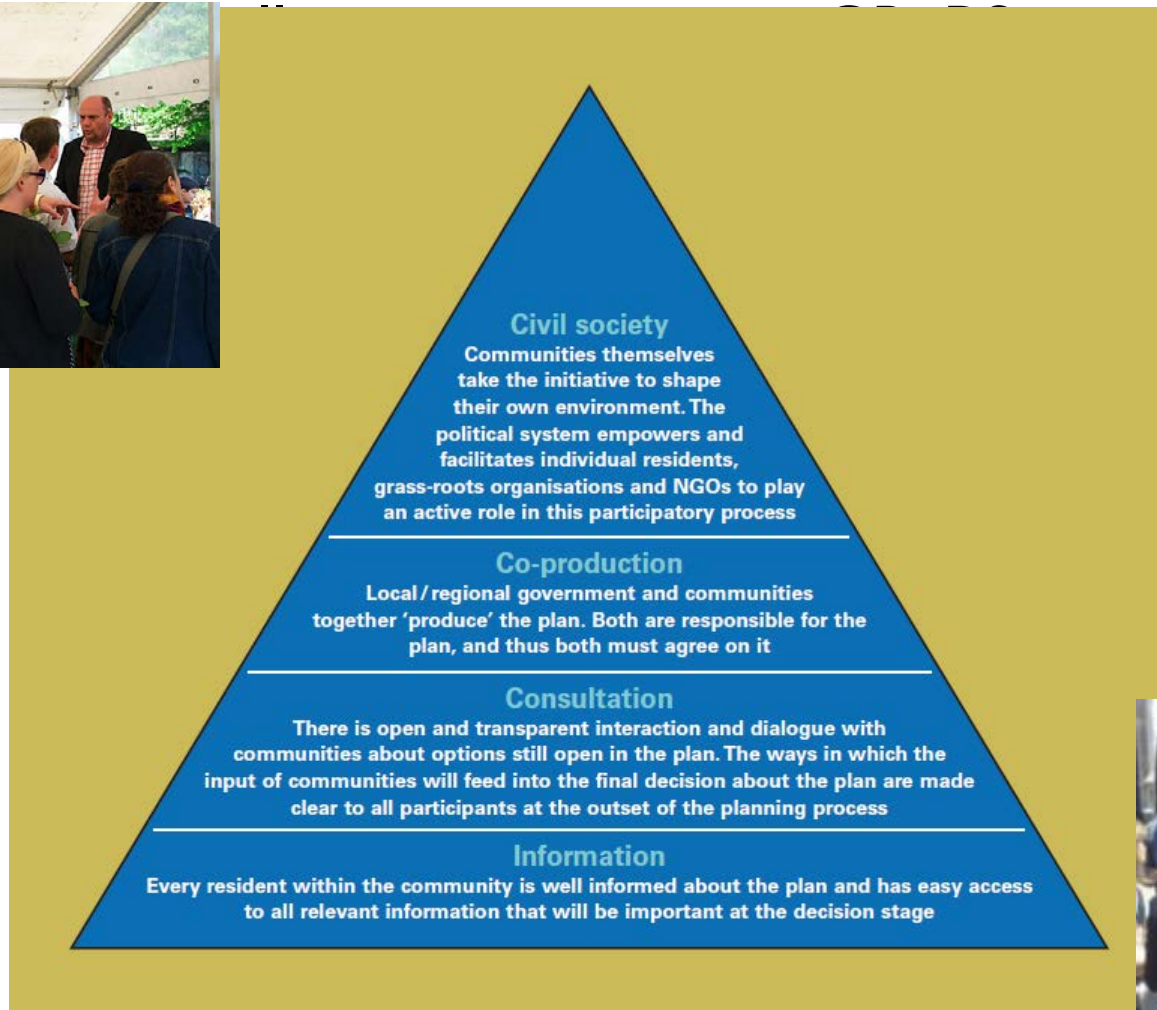 Civil society
Communities themselves
take the initiative to shape
their own environment. The
political system empowers and
facilitates individual residents,
grass-roots organisations and NGOs to play
an active role in this participatory process
Co-production
Local/regional government and communities
together ‘produce’ the plan. Both are responsible for the
plan, and thus both must agree on it
Consultation
There is open and transparent interaction and dialogue with
communities about options still open in the plan. The ways in which the
input of communities will feed into the final decision about the plan are made
clear to all participants at the outset of the planning process
Information
Every resident within the community is well informed about the plan and has easy access
to all relevant information that will be important at the decision stage